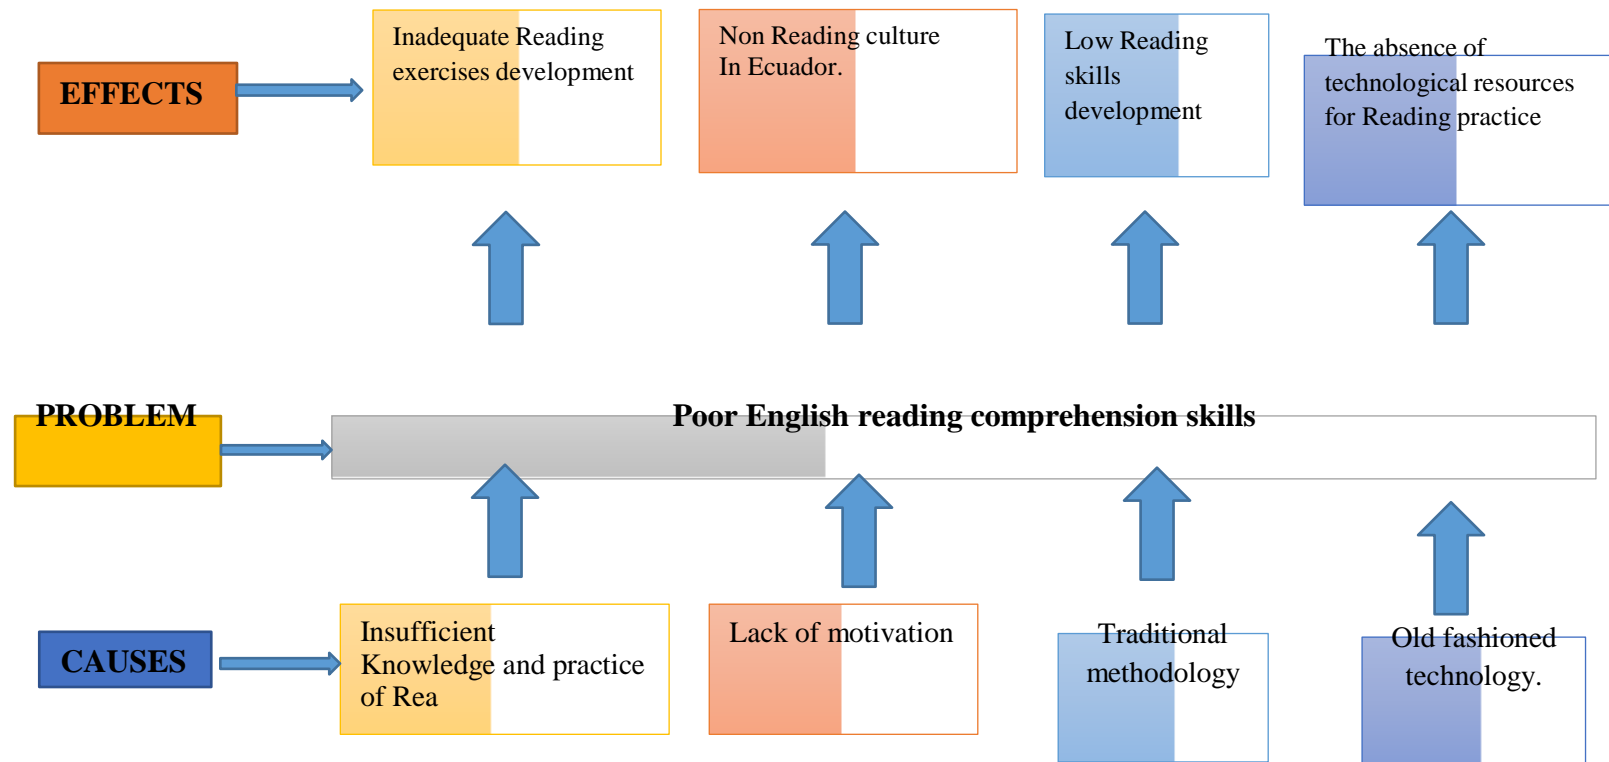 EFFECTS
Inadequate Reading
exercises development
Non Reading culture
In Ecuador.
Low Reading
skills
development
The absence of
technological resources
for Reading practice
PROBLEM
Poor English reading comprehension skills
CAUSES
Insufficient
Knowledge and practice
of Rea
Lack of motivation
Traditional
methodology
Old fashioned
technology.